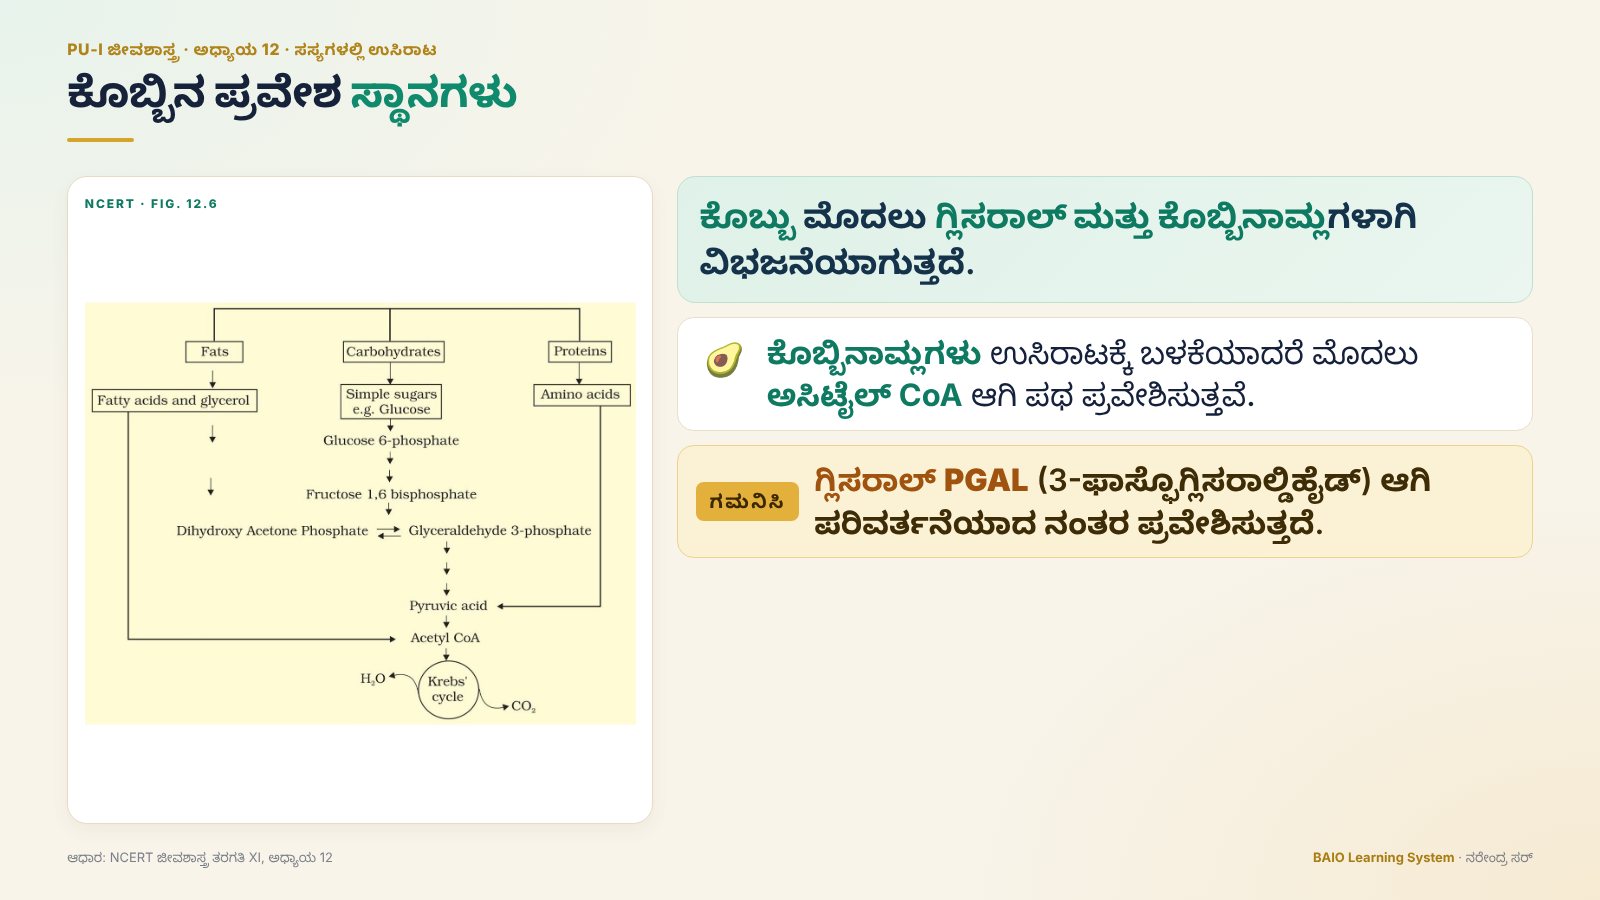 PU-I ಜೀವಶಾಸ್ತ್ರ · ಅಧ್ಯಾಯ 12 · ಸಸ್ಯಗಳಲ್ಲಿ ಉಸಿರಾಟ
ಕೊಬ್ಬಿನ ಪ್ರವೇಶ ಸ್ಥಾನಗಳು
NCERT · FIG. 12.6
Fats
Carbohydrates
Proteins
Fatty acids and glycerol
Simple sugars
e.g. Glucose
Amino acids
Glucose 6-phosphate
Fructose 1,6 bisphosphate
Dihydroxy Acetone Phosphate
Glyceraldehyde 3-phosphate
Pyruvic acid
Acetyl CoA
H₂O
Krebs'
cycle
CO₂
ಕೊಬ್ಬು ಮೊದಲು ಗ್ಲಿಸರಾಲ್ ಮತ್ತು ಕೊಬ್ಬಿನಾಮ್ಲಗಳಾಗಿ
ವಿಭಜನೆಯಾಗುತ್ತದೆ.
ಕೊಬ್ಬಿನಾಮ್ಲಗಳು ಉಸಿರಾಟಕ್ಕೆ ಬಳಕೆಯಾದರೆ ಮೊದಲು
ಅಸಿಟೈಲ್ CoA ಆಗಿ ಪಥ ಪ್ರವೇಶಿಸುತ್ತವೆ.
ಗಮನಿಸಿ
ಗ್ಲಿಸರಾಲ್ PGAL (3-ಫಾಸ್ಫೊಗ್ಲಿಸರಾಲ್ಡಿಹೈಡ್) ಆಗಿ
ಪರಿವರ್ತನೆಯಾದ ನಂತರ ಪ್ರವೇಶಿಸುತ್ತದೆ.
ಆಧಾರ: NCERT ಜೀವಶಾಸ್ತ್ರ ತರಗತಿ XI, ಅಧ್ಯಾಯ 12
BAIO Learning System · ನರೇಂದ್ರ ಸರ್